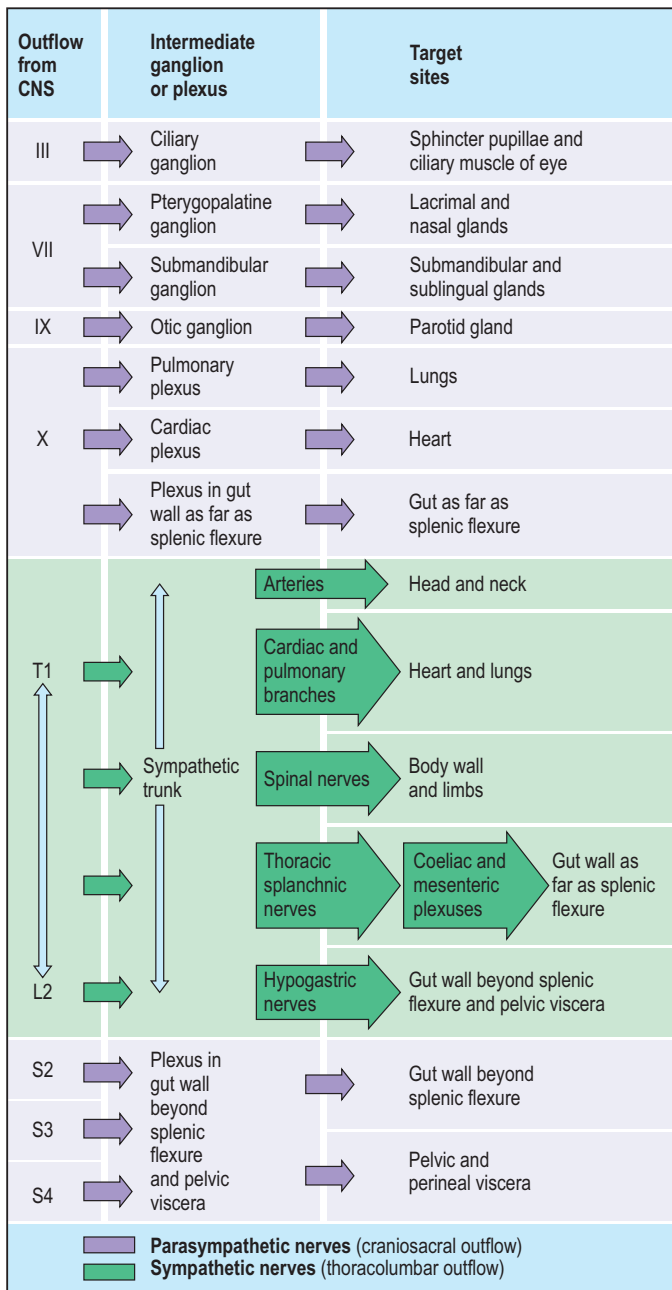 Outflow
from
CNS
Intermediate
ganglion
or plexus
Target
sites
III
Ciliary
ganglion
Sphincter pupillae and
ciliary muscle of eye
VII
Pterygopalatine
ganglion
Lacrimal and
nasal glands
Submandibular
ganglion
Submandibular and
sublingual glands
IX
Otic ganglion
Parotid gland
X
Pulmonary
plexus
Lungs
Cardiac
plexus
Heart
Plexus in gut
wall as far as
splenic flexure
Gut as far as
splenic flexure
T1
L2
Sympathetic
trunk
Arteries
Head and neck
Cardiac and
pulmonary
branches
Heart and lungs
Spinal nerves
Body wall
and limbs
Thoracic
splanchnic
nerves
Coeliac and
mesenteric
plexuses
Gut wall as
far as splenic
flexure
Hypogastric
nerves
Gut wall beyond splenic
flexure and pelvic viscera
S2
S3
S4
Plexus in
gut wall
beyond
splenic
flexure
and pelvic
viscera
Gut wall beyond
splenic flexure
Pelvic and
perineal viscera
Parasympathetic nerves (craniosacral outflow)
Sympathetic nerves (thoracolumbar outflow)